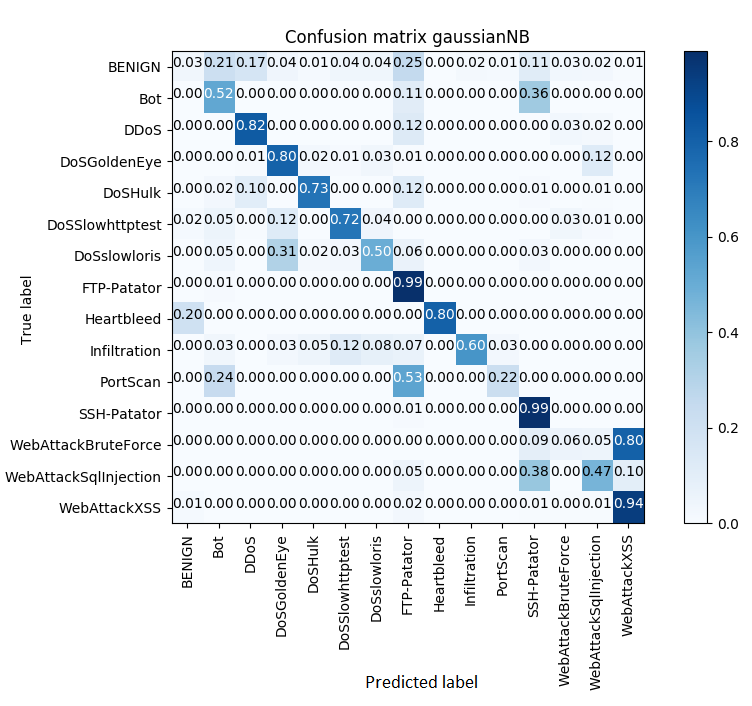 Confusion matrix gaussianNB
BENIGN 0.03 0.21 0.17 0.04 0.01 0.04 0.04 0.25 0.00 0.02 0.01 0.11 0.03 0.02 0.01
Bot 0.00 0.52 0.00 0.00 0.00 0.00 0.00 0.11 0.00 0.00 0.00 0.36 0.00 0.00 0.00
DDoS 0.00 0.00 0.82 0.00 0.00 0.00 0.00 0.12 0.00 0.00 0.00 0.00 0.03 0.02 0.00
0.8
DoSGoldenEye 0.00 0.00 0.01 0.80 0.02 0.01 0.03 0.01 0.00 0.00 0.00 0.00 0.00 0.12 0.00
DoSHulk 0.00 0.02 0.10 0.00 0.73 0.00 0.00 0.12 0.00 0.00 0.00 0.01 0.00 0.01 0.00
DoSSlowhttptest 0.02 0.05 0.00 0.12 0.00 0.72 0.04 0.00 0.00 0.00 0.00 0.00 0.03 0.01 0.00
0.6
DoSslowloris 0.00 0.05 0.00 0.31 0.02 0.03 0.50 0.06 0.00 0.00 0.00 0.03 0.00 0.00 0.00
FTP-Patator 0.00 0.01 0.00 0.00 0.00 0.00 0.00 0.99 0.00 0.00 0.00 0.00 0.00 0.00 0.00
True label
Heartbleed 0.20 0.00 0.00 0.00 0.00 0.00 0.00 0.00 0.80 0.00 0.00 0.00 0.00 0.00 0.00
0.4
Infiltration 0.00 0.03 0.00 0.03 0.05 0.12 0.08 0.07 0.00 0.60 0.03 0.00 0.00 0.00 0.00
PortScan 0.00 0.24 0.00 0.00 0.00 0.00 0.00 0.53 0.00 0.00 0.22 0.00 0.00 0.00 0.00
SSH-Patator 0.00 0.00 0.00 0.00 0.00 0.00 0.00 0.01 0.00 0.00 0.00 0.99 0.00 0.00 0.00
0.2
WebAttackBruteForce 0.00 0.00 0.00 0.00 0.00 0.00 0.00 0.00 0.00 0.00 0.00 0.09 0.06 0.05 0.80
WebAttackSqlInjection 0.00 0.00 0.00 0.00 0.00 0.00 0.00 0.05 0.00 0.00 0.00 0.38 0.00 0.47 0.10
WebAttackXSS 0.01 0.00 0.00 0.00 0.00 0.00 0.00 0.02 0.00 0.00 0.00 0.01 0.00 0.01 0.94
0.0
BENIGN
Bot
DDoS
DoSGoldenEye
DoSHulk
DoSSlowhttptest
DoSslowloris
FTP-Patator
Heartbleed
Infiltration
PortScan
SSH-Patator
WebAttackBruteForce
WebAttackSqlInjection
WebAttackXSS
Predicted label